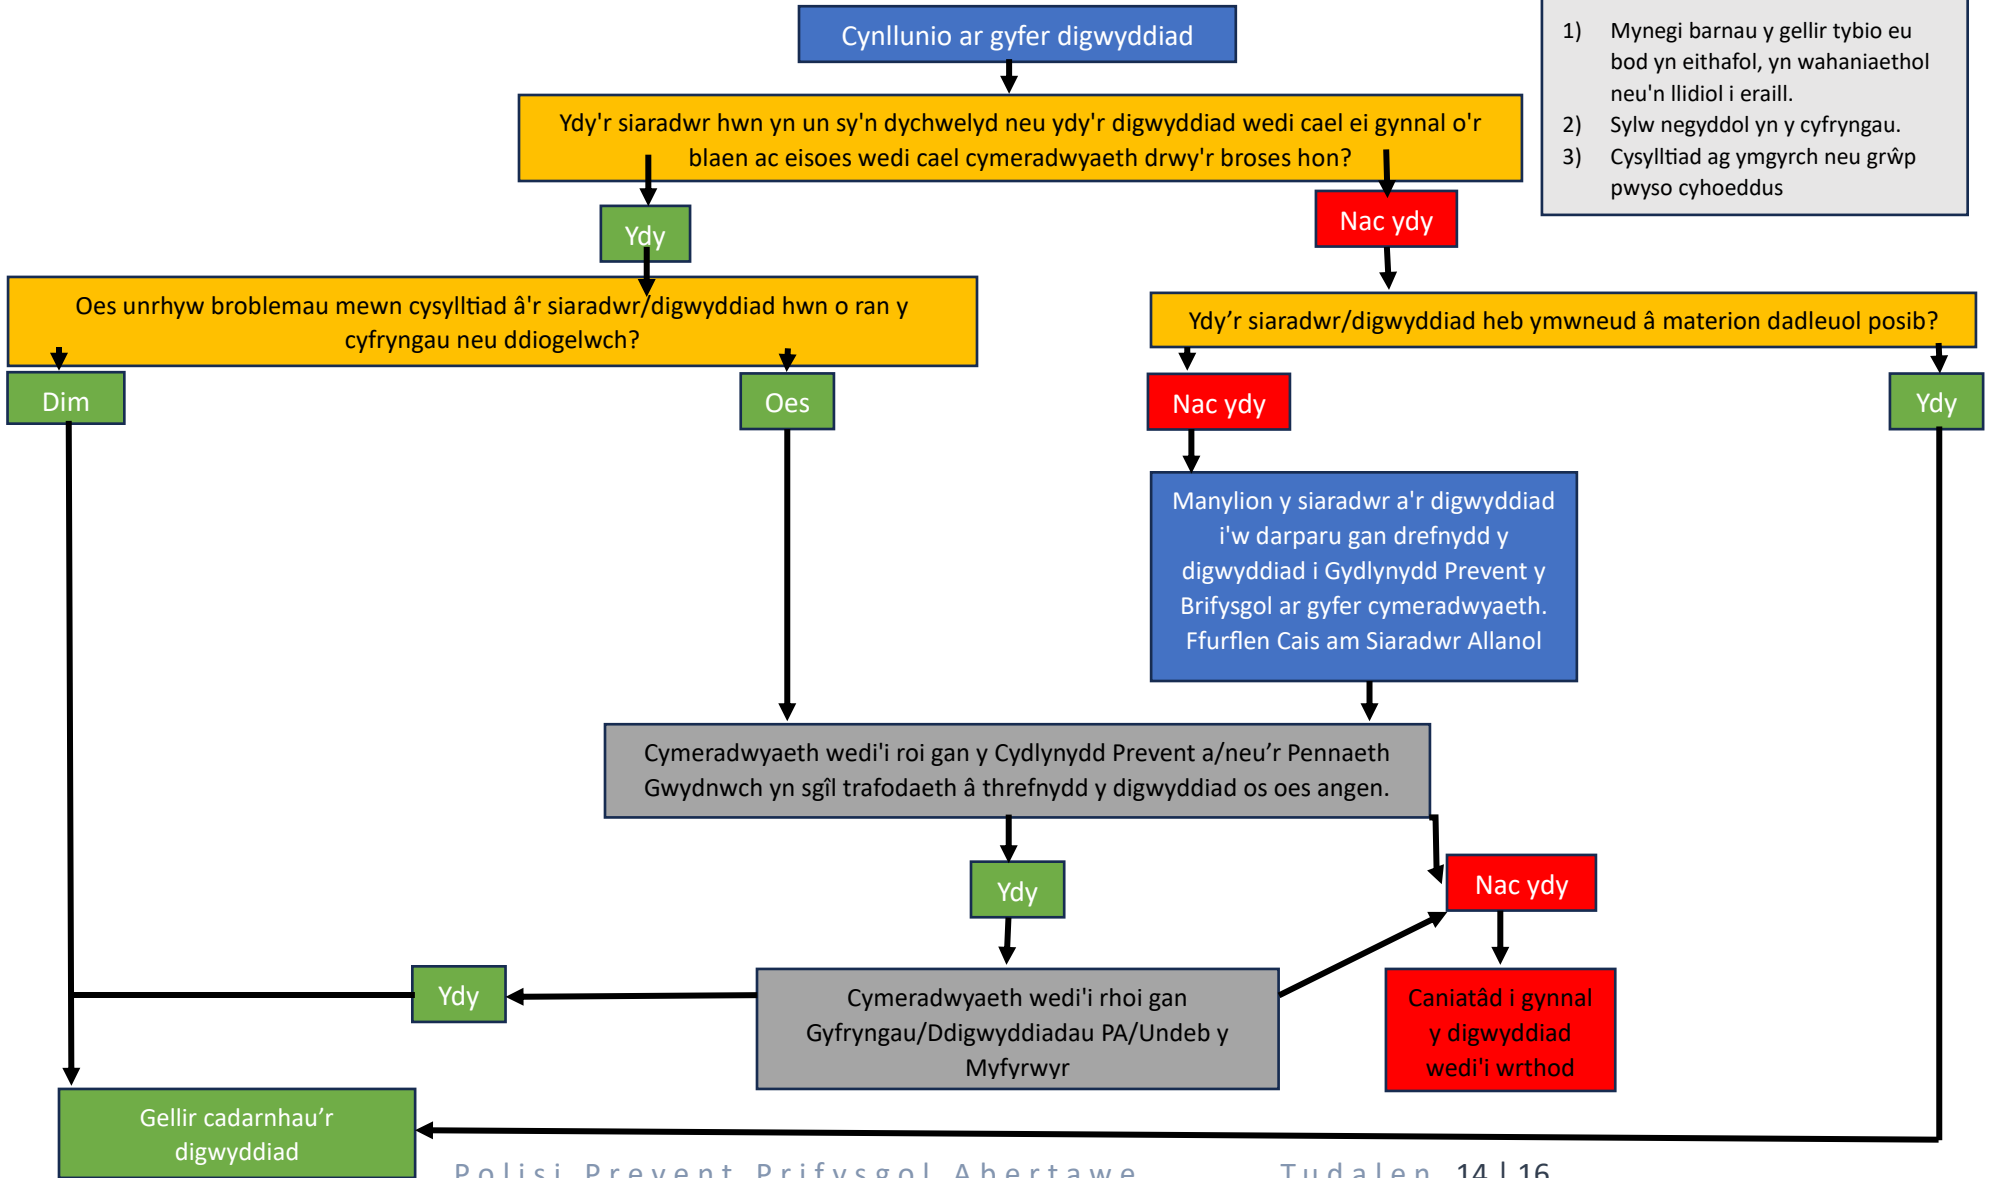 Cynllunio ar gyfer digwyddiad
1) Mynegi barnau y gellir tybio eu
bod yn eithafol, yn wahaniaethol
neu'n llidiol i eraill.
2) Sylw negyddol yn y cyfryngau.
3) Cysylltiad ag ymgyrch neu grŵp
pwyso cyhoeddus
Ydy'r siaradwr hwn yn un sy'n dychwelyd neu ydy'r digwyddiad wedi cael ei gynnal o'r
blaen ac eisoes wedi cael cymeradwyaeth drwy'r broses hon?
Ydy
Nac ydy
Oes unrhyw broblemau mewn cysylltiad â'r siaradwr/digwyddiad hwn o ran y
cyfryngau neu ddiogelwch?
Ydy’r siaradwr/digwyddiad heb ymwneud â materion dadleuol posib?
Dim
Oes
Nac ydy
Ydy
Manylion y siaradwr a'r digwyddiad
i'w darparu gan drefnydd y
digwyddiad i Gydlynydd Prevent y
Brifysgol ar gyfer cymeradwyaeth.
Ffurflen Cais am Siaradwr Allanol
Cymeradwyaeth wedi'i roi gan y Cydlynydd Prevent a/neu’r Pennaeth
Gwydnwch yn sgîl trafodaeth â threfnydd y digwyddiad os oes angen.
Ydy
Nac ydy
Ydy
Cymeradwyaeth wedi'i rhoi gan
Gyfryngau/Ddigwyddiadau PA/Undeb y
Myfyrwyr
Caniatâd i gynnal
y digwyddiad
wedi'i wrthod
Gellir cadarnhau’r
digwyddiad
Polisi Prevent Prifysgol Abertawe Tudalen 14 | 16